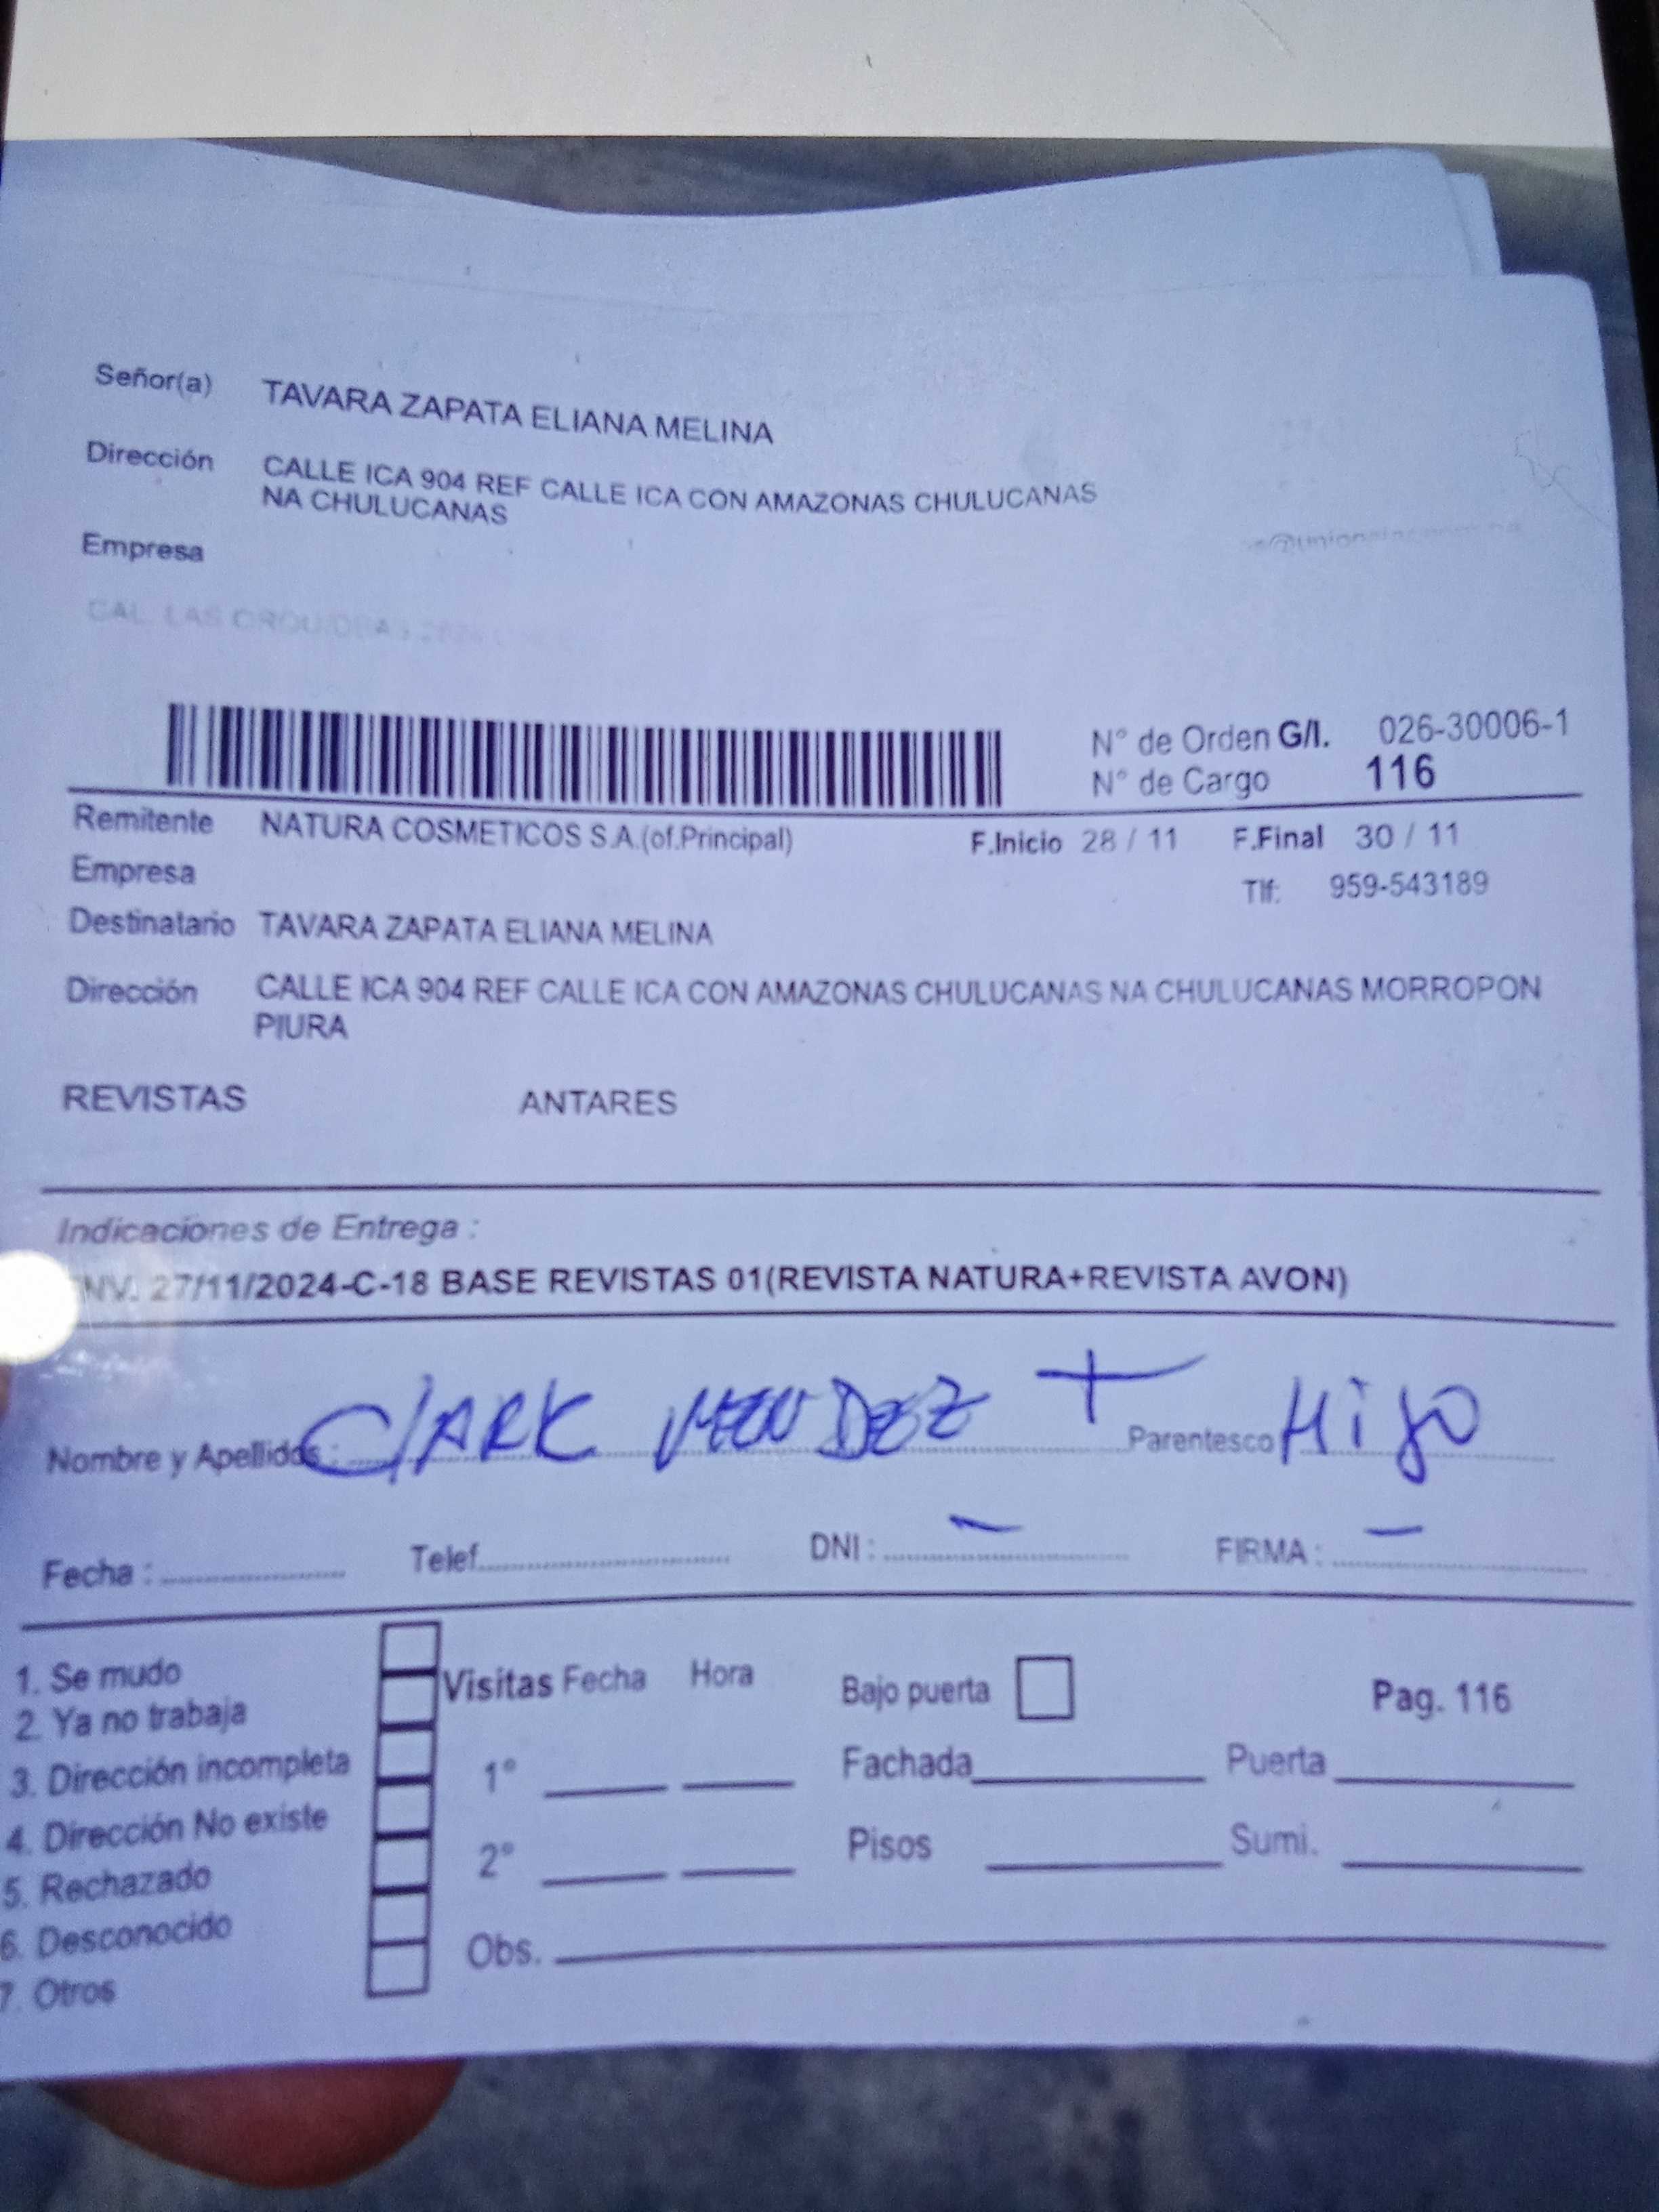 Señor(a) TAVARA ZAPATA ELIANA MELINA
Dirección CALLE ICA 904 REF CALLE ICA CON AMAZONAS CHULUCANAS
NA CHULUCANAS
Empresa
CAL. LAS ORQUIDEAS
N° de Orden G/I. 026-30006-1
N° de Cargo 116
Remitente NATURA COSMETICOS S.A.(of.Principal) F.Inicio 28 / 11 F.Final 30 / 11
Empresa Tlf: 959-543189
Destinatario TAVARA ZAPATA ELIANA MELINA
Dirección CALLE ICA 904 REF CALLE ICA CON AMAZONAS CHULUCANAS NA CHULUCANAS MORROPON
PIURA
REVISTAS ANTARES
Indicaciones de Entrega :
NV. 27/11/2024-C-18 BASE REVISTAS 01(REVISTA NATURA+REVISTA AVON)
Nombre y Apellidos : CLARK MENDEZ T Parentesco Hijo
Fecha : Telef. DNI : – FIRMA : –
1. Se mudo
2. Ya no trabaja
3. Dirección incompleta
4. Dirección No existe
5. Rechazado
6. Desconocido
7. Otros
Visitas Fecha Hora
1°
2°
Obs.
Bajo puerta Pag. 116
Fachada Puerta
Pisos Sumi.